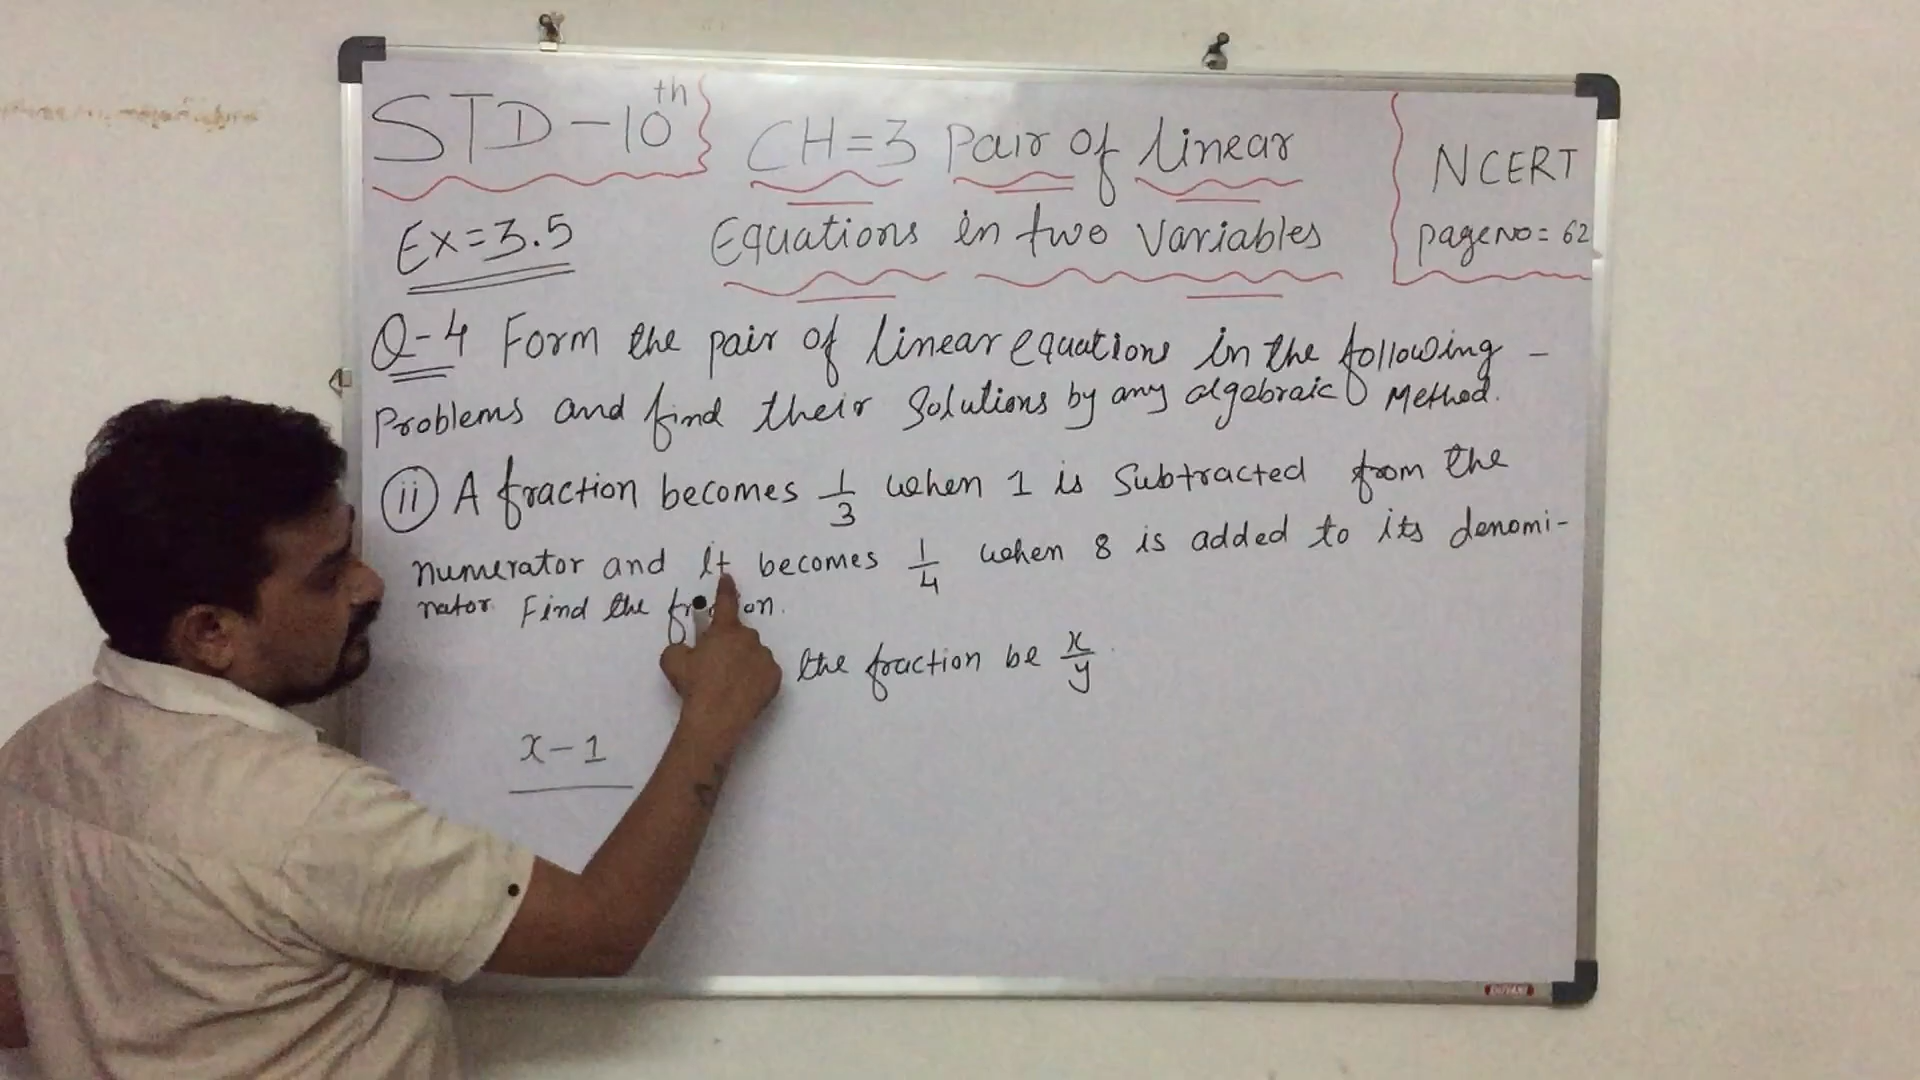 STD-10th
CH=3 Pair of Linear
Equations in two Variables
NCERT
page no = 62
Ex=3.5
Q-4 Form the pair of linear equations in the following -
Problems and find their Solutions by any algebraic Method.
(ii) A fraction becomes 1/3 when 1 is Subtracted from the
numerator and it becomes 1/4 when 8 is added to its denomi-
nator. Find the
the fraction be x/y
x-1